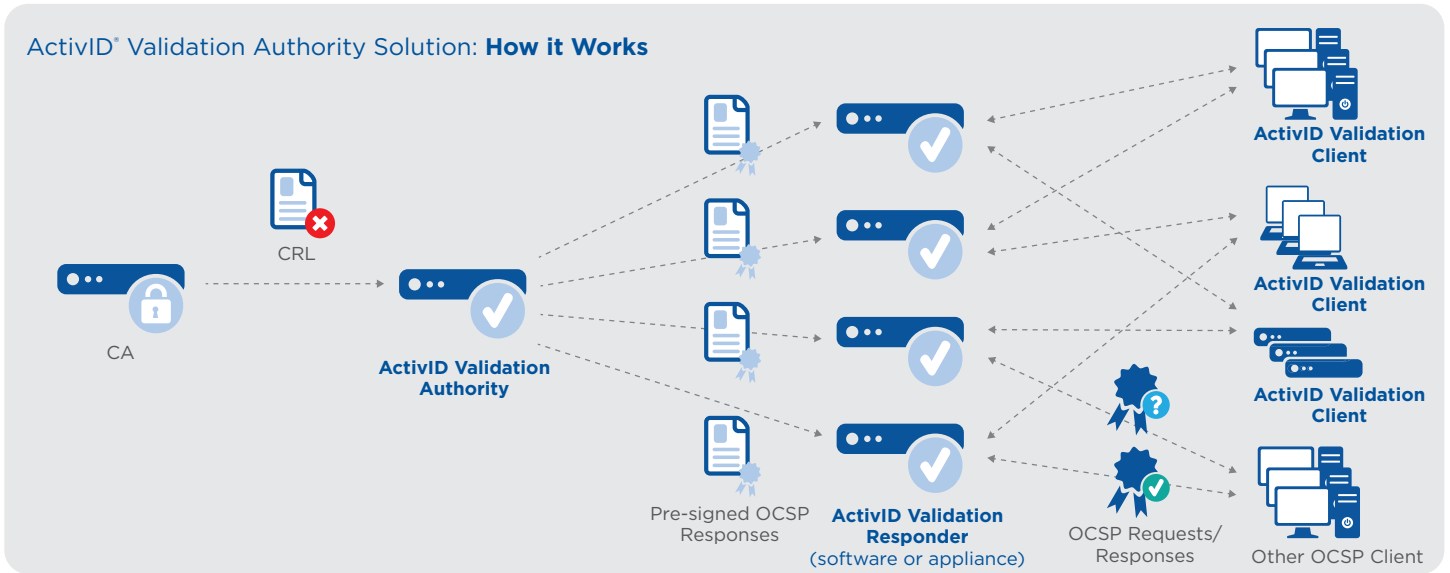 ActivID® Validation Authority Solution: How it Works
CRL
CA
ActivID Validation
Authority
Pre-signed OCSP
Responses
ActivID Validation
Responder
(software or appliance)
?
OCSP Requests/
Responses
ActivID Validation
Client
ActivID Validation
Client
ActivID Validation
Client
Other OCSP Client